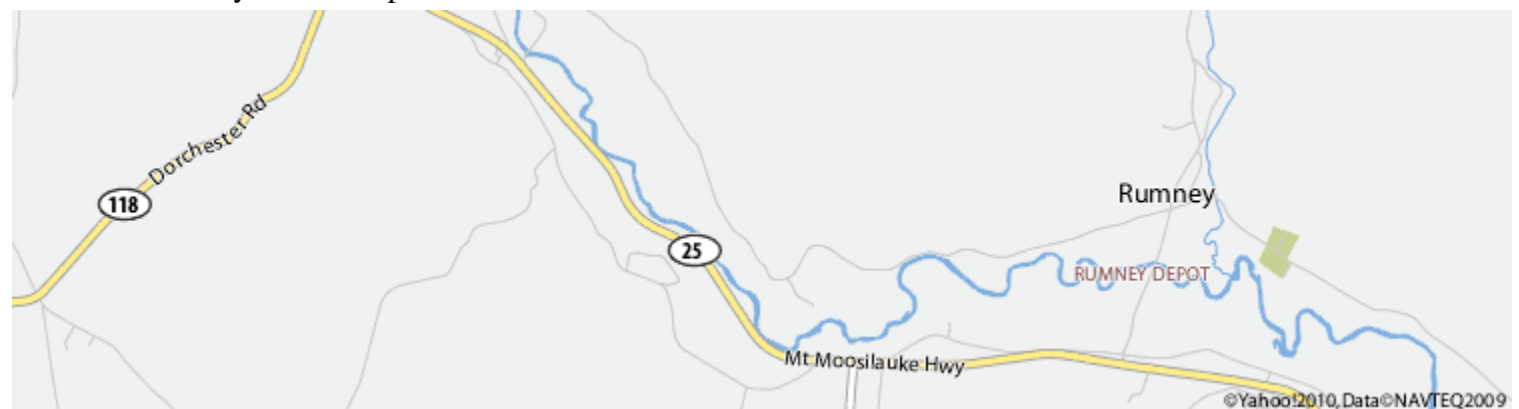 Dorchester Rd
118
Rumney
25
RUMNEY DEPOT
Mt Moosilauke Hwy
©Yahoo!2010, Data©NAVTEQ2009